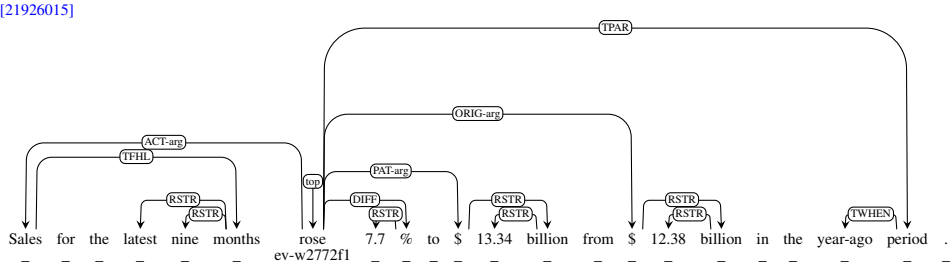 [21926015]
TPAR
ORIG-arg
ACT-arg
TFHL
PAT-arg
top
RSTR DIFF RSTR RSTR
RSTR RSTR RSTR RSTR TWHEN
Sales for the latest nine months rose 7.7 % to $ 13.34 billion from $ 12.38 billion in the year-ago period .
ev-w2772f1
_ _ _ _ _ _ _ _ _ _ _ _ _ _ _ _ _ _ _ _